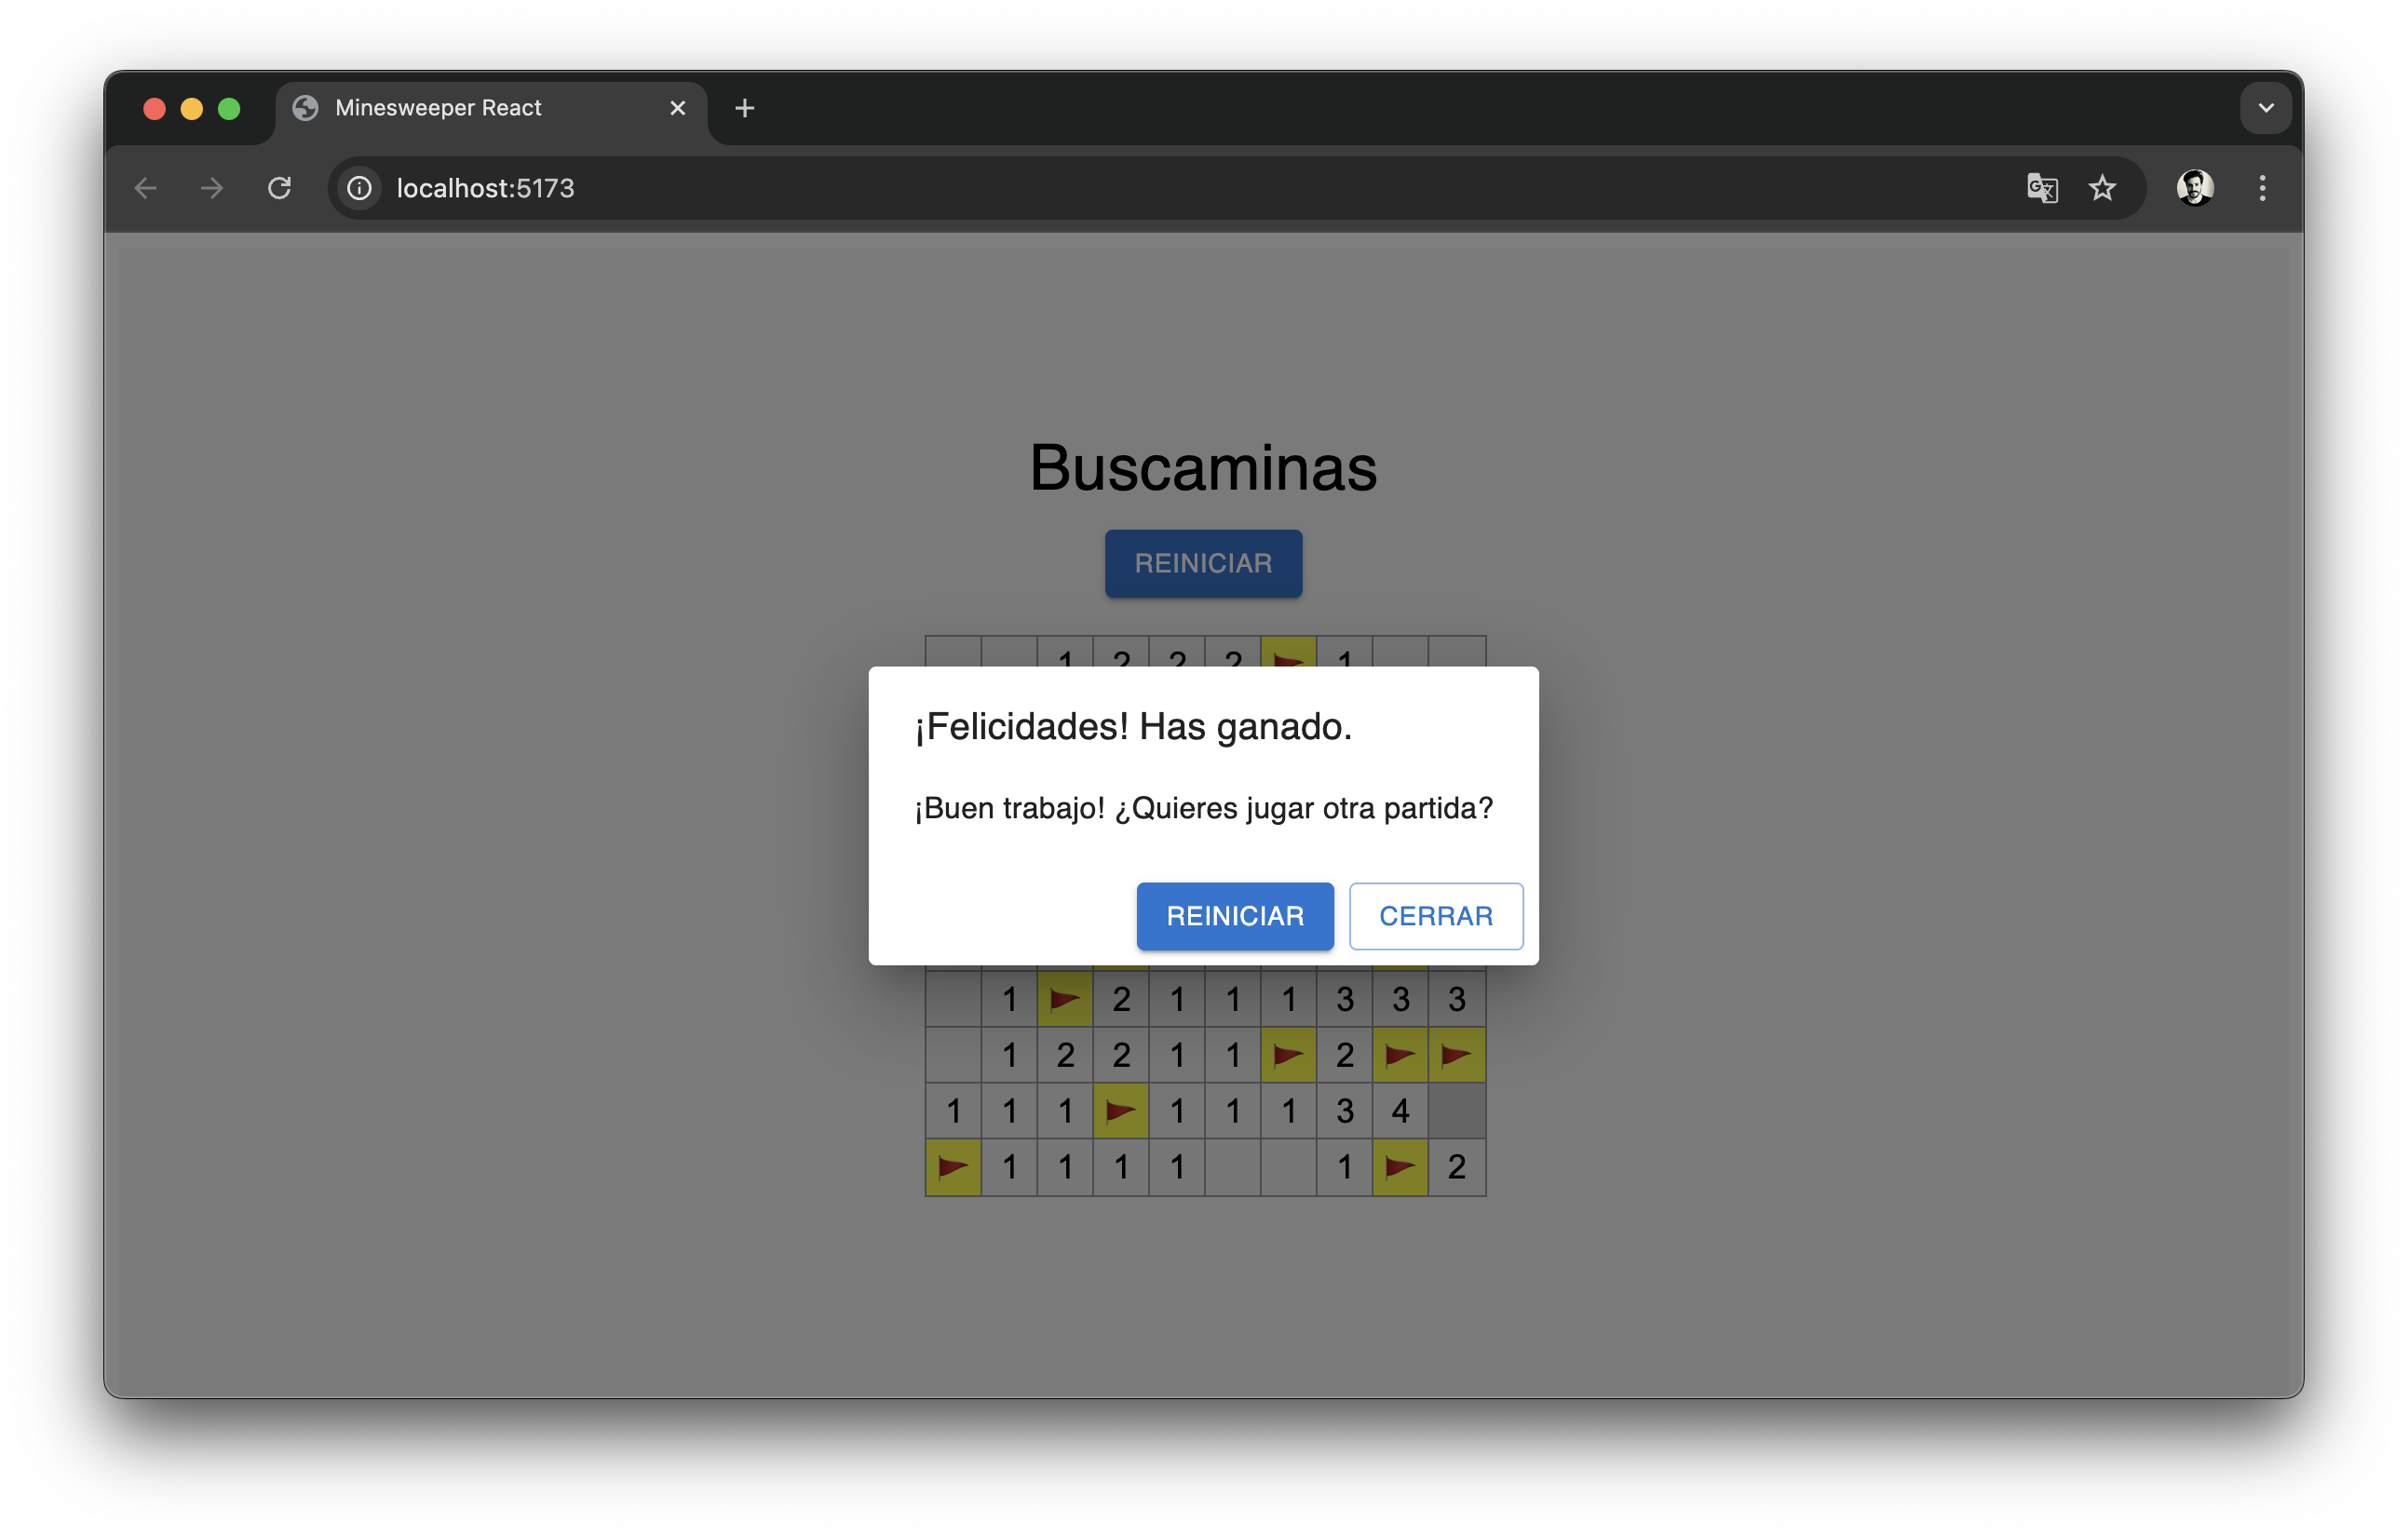 Minesweeper React
localhost:5173
Buscaminas
REINICIAR
1 2 2 2 1
¡Felicidades! Has ganado.
¡Buen trabajo! ¿Quieres jugar otra partida?
REINICIAR CERRAR
1 2 1 1 1 3 3 3
1 2 2 1 1 2
1 1 1 1 1 1 3 4
1 1 1 1 1 2